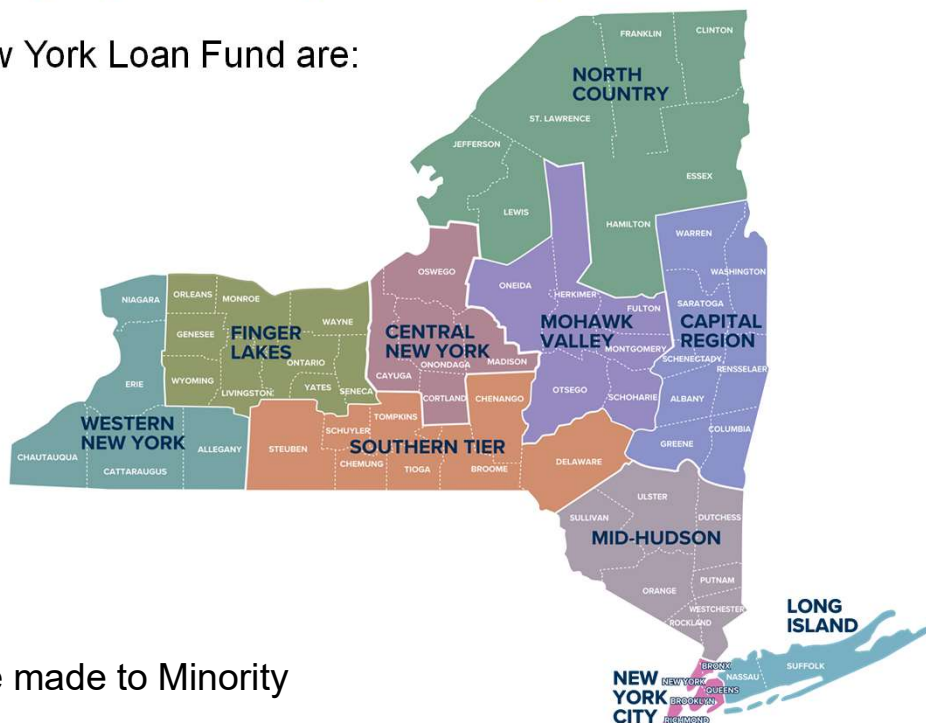 w York Loan Fund are:
FRANKLIN
CLINTON
NORTH
COUNTRY
ST. LAWRENCE
JEFFERSON
ESSEX
LEWIS
HAMILTON
WARREN
OSWEGO
WASHINGTON
NIAGARA
ORLEANS
MONROE
ONEIDA
HERKIMER
SARATOGA
FULTON
WAYNE
GENESEE
FINGER
LAKES
CENTRAL
NEW YORK
MOHAWK
VALLEY
CAPITAL
REGION
MONTGOMERY
SCHENECTADY
ONTARIO
ONONDAGA
MADISON
RENSSELAER
CAYUGA
WYOMING
ERIE
LIVINGSTON
YATES
SENECA
CORTLAND
CHENANGO
OTSEGO
SCHOHARIE
ALBANY
TOMPKINS
WESTERN
NEW YORK
SCHUYLER
COLUMBIA
ALLEGANY
STEUBEN
SOUTHERN TIER
GREENE
CHAUTAUQUA
CATTARAUGUS
CHEMUNG
TIOGA
BROOME
DELAWARE
ULSTER
SULLIVAN
DUTCHESS
MID-HUDSON
PUTNAM
ORANGE
WESTCHESTER
ROCKLAND
LONG
ISLAND
e made to Minority
BRONX
SUFFOLK
NASSAU
NEW
YORK
CITY
NEW YORK
QUEENS
BROOKLYN
RICHMOND